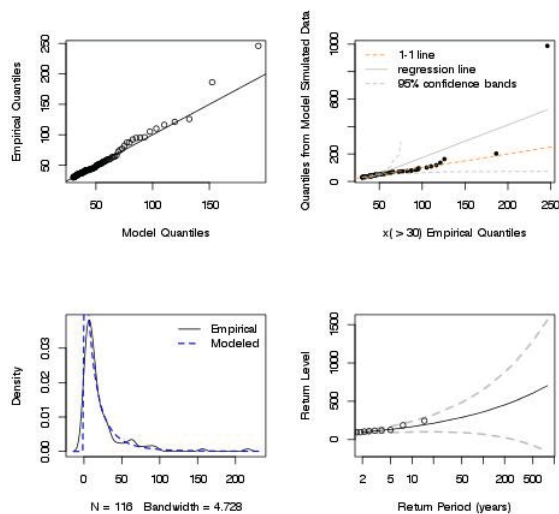 Empirical Quantiles
50 100 150 200 250
50 100 150
Model Quantiles
Quantiles from Model Simulated Data
0 200 600 1000
1-1 line
regression line
95% confidence bands
50 100 150 200 250
x( > 30) Empirical Quantiles
Density
0.00 0.01 0.02 0.03
Empirical
Modeled
0 50 100 150 200
N = 116 Bandwidth = 4.728
Return Level
0 500 1000 1500
2 5 10 50 200 500
Return Period (years)